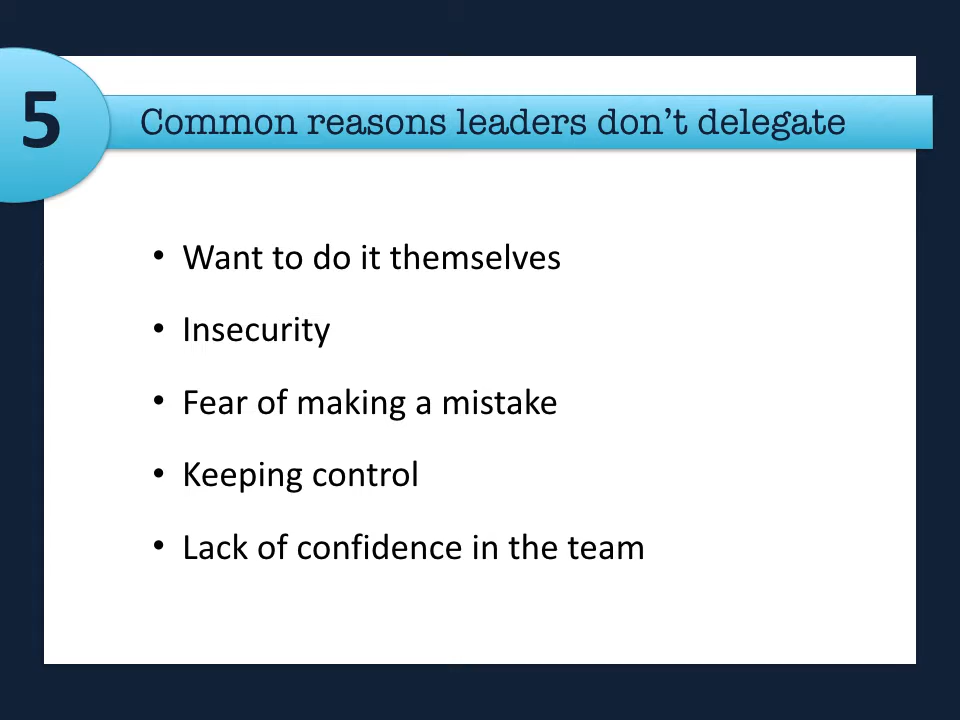 5
Common reasons leaders don’t delegate
• Want to do it themselves
• Insecurity
• Fear of making a mistake
• Keeping control
• Lack of confidence in the team